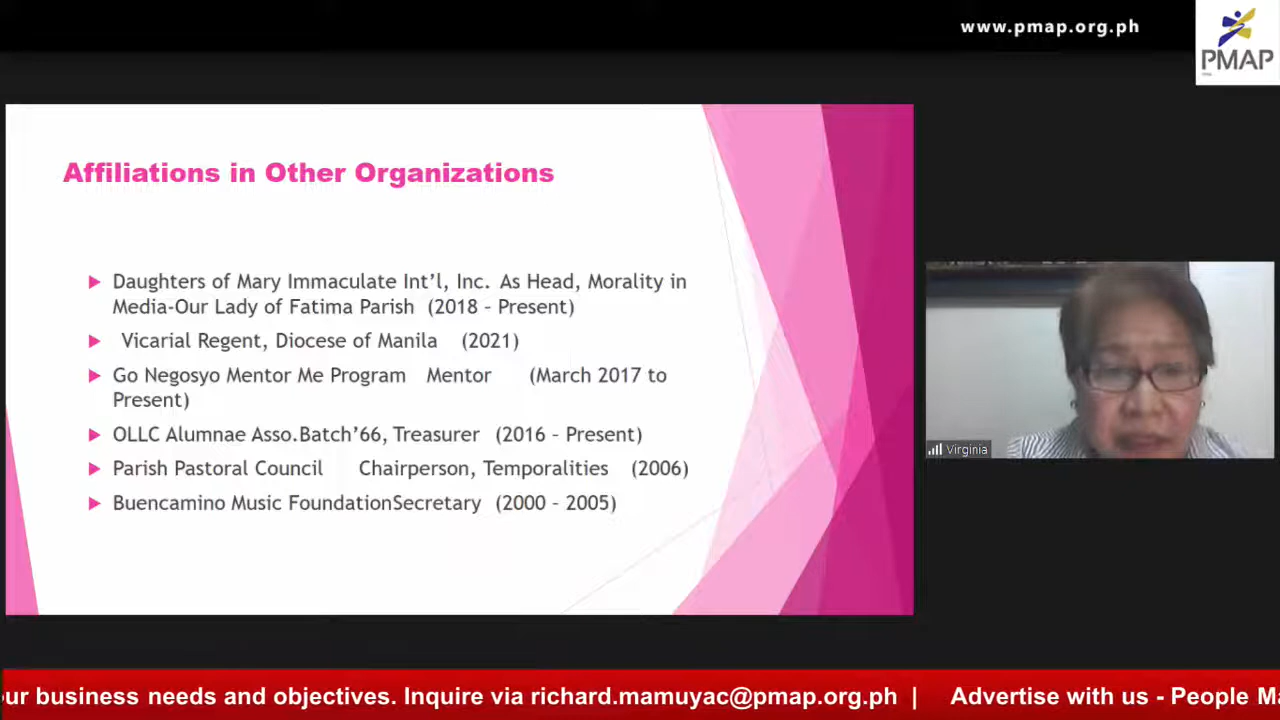 www.pmap.org.ph
PMAP
Affiliations in Other Organizations
Daughters of Mary Immaculate Int'l, Inc. As Head, Morality in
Media-Our Lady of Fatima Parish (2018 – Present)
Vicarial Regent, Diocese of Manila (2021)
Go Negosyo Mentor Me Program Mentor (March 2017 to
Present)
OLLC Alumnae Asso.Batch'66, Treasurer (2016 – Present)
Parish Pastoral Council Chairperson, Temporalities (2006)
Buencamino Music FoundationSecretary (2000 – 2005)
Virginia
our business needs and objectives. Inquire via richard.mamuyac@pmap.org.ph | Advertise with us - People Ma